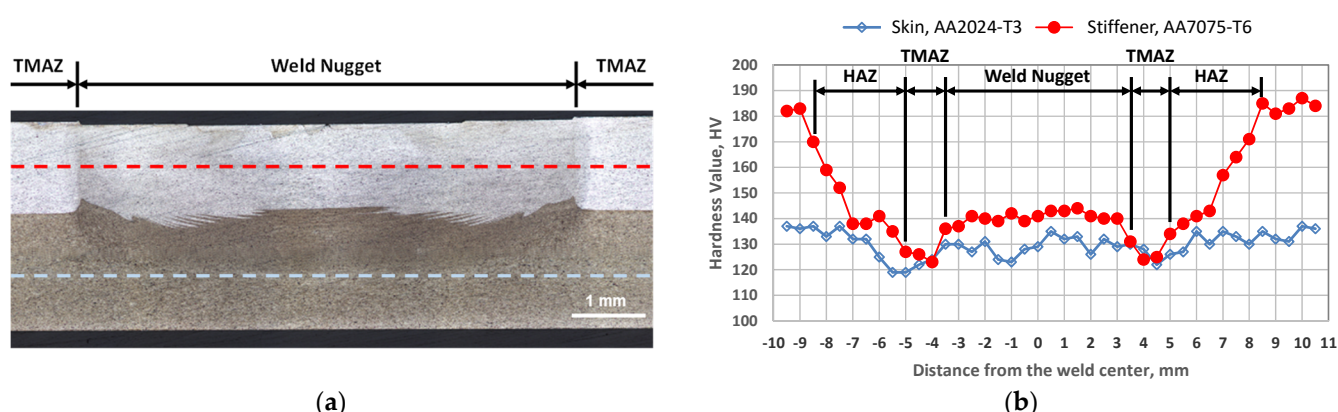 TMAZ Weld Nugget TMAZ
1 mm
(a)
Skin, AA2024-T3 Stiffener, AA7075-T6
TMAZ TMAZ
HAZ Weld Nugget HAZ
Hardness Value, HV
200
190
180
170
160
150
140
130
120
110
100
-10 -9 -8 -7 -6 -5 -4 -3 -2 -1 0 1 2 3 4 5 6 7 8 9 10 11
Distance from the weld center, mm
(b)